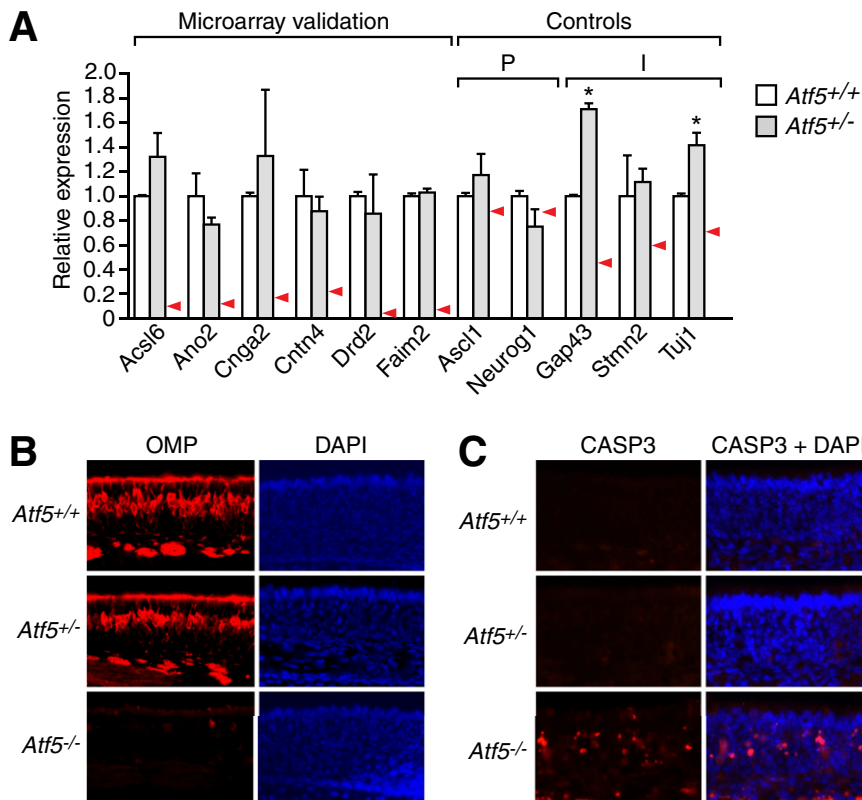 A
Microarray validation
Controls
P
I
Atf5+/+
Atf5+/-
Relative expression
2.0
1.8
1.6
1.4
1.2
1.0
0.8
0.6
0.4
0.2
0
*
*
Acsl6
Ano2
Cnga2
Cntn4
Drd2
Faim2
Ascl1
Neurog1
Gap43
Stmn2
Tuj1
B
OMP
DAPI
Atf5+/+
Atf5+/-
Atf5-/-
C
CASP3
CASP3 + DAPI
Atf5+/+
Atf5+/-
Atf5-/-